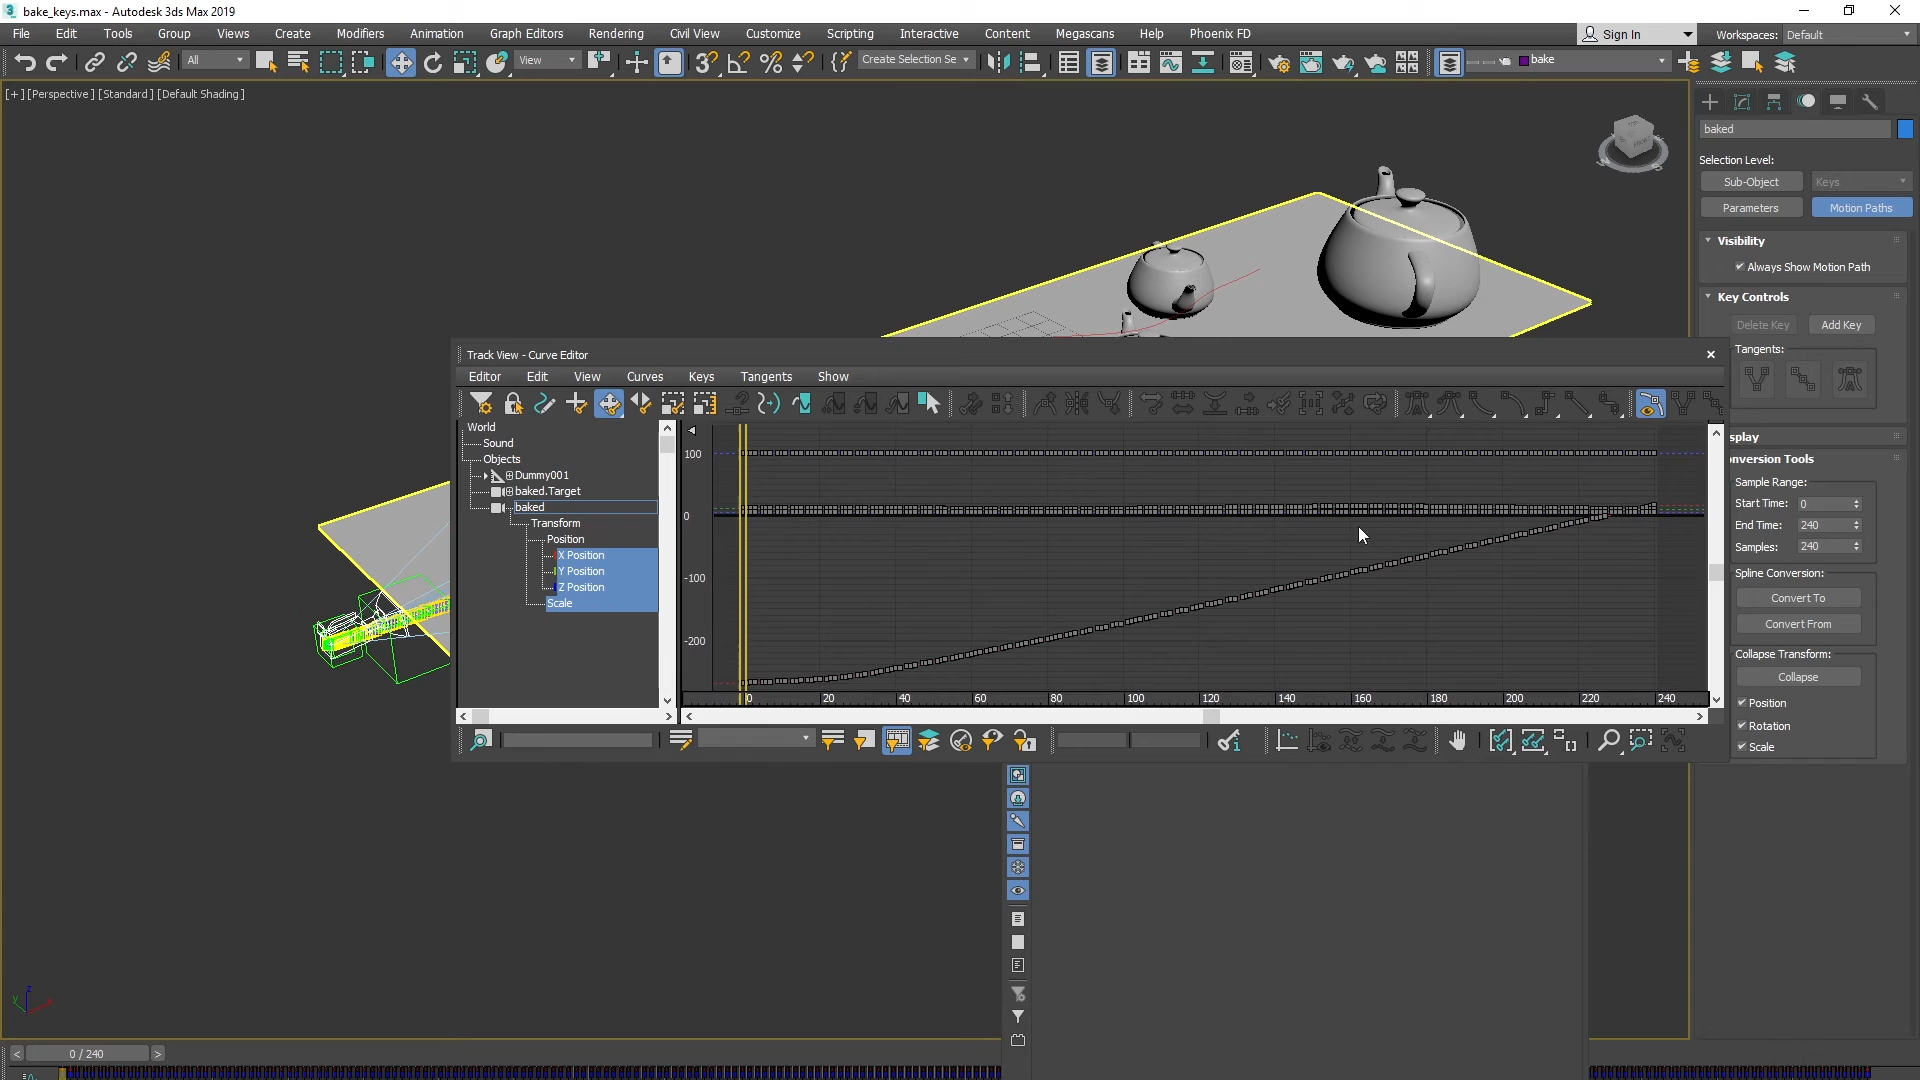 bake_keys.max - Autodesk 3ds Max 2019
File Edit Tools Group Views Create Modifiers Animation Graph Editors Rendering Civil View Customize Scripting Interactive Content Megascans Help Phoenix FD
Sign In
Workspaces: Default
All
View
Create Selection Se
bake
[+] [Perspective ] [Standard ] [Default Shading ]
baked
Selection Level:
Sub-Object
Keys
Parameters
Motion Paths
Visibility
Always Show Motion Path
Key Controls
Delete Key
Add Key
Tangents:
Track View - Curve Editor
Editor Edit View Curves Keys Tangents Show
World
Sound
Objects
Dummy001
baked.Target
baked
Transform
Position
X Position
Y Position
Z Position
Scale
100
0
-100
-200
0 20 40 60 80 100 120 140 160 180 200 220 240
splay
nversion Tools
Sample Range:
Start Time: 0
End Time: 240
Samples: 240
Spline Conversion:
Convert To
Convert From
Collapse Transform:
Collapse
Position
Rotation
Scale
z
y
x
< 0 / 240 >